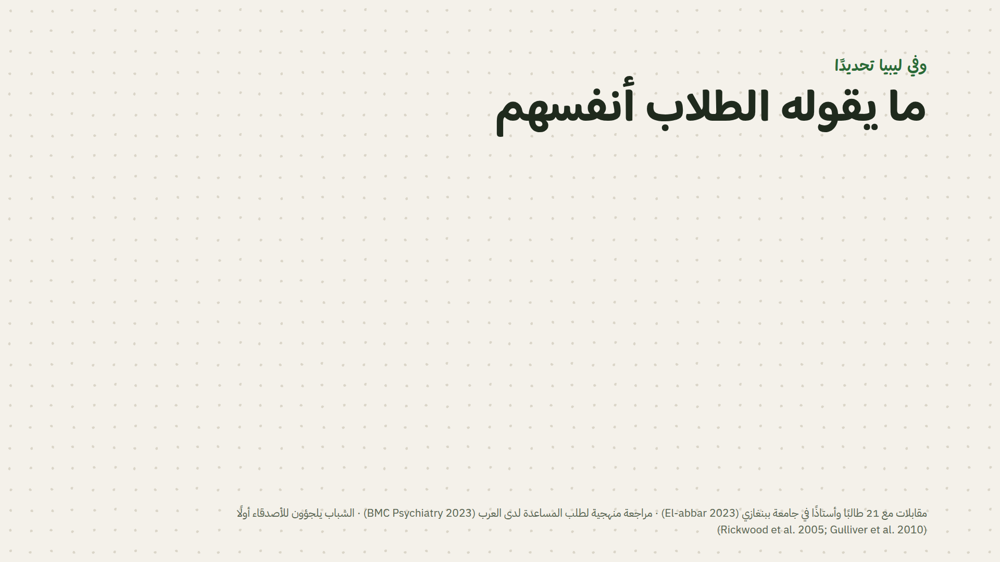 وفي ليبيا تحديدًا
ما يقوله الطلاب أنفسهم
مقابلات مع 21 طالبًا وأستاذًا في جامعة ببنغازي (El-abbar 2023) · مراجعة منهجية لطلب المساعدة لدى العرب (BMC Psychiatry 2023) · الشباب يلجؤون للأصدقاء أولًا
(Rickwood et al. 2005; Gulliver et al. 2010)